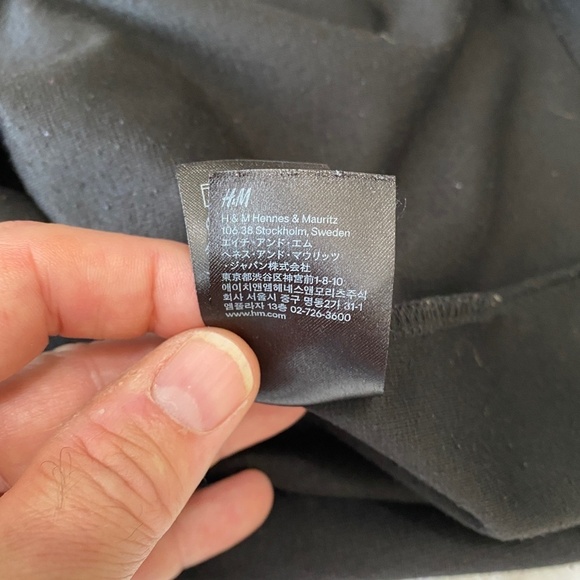 H&M
H & M Hennes & Mauritz
106 38 Stockholm, Sweden
エイチ・アンド・エム
ヘネス・アンド・マウリッツ
・ジャパン株式会社
東京都渋谷区神宮前1-8-10
에이치앤엠헤네스앤모리츠주식
회사 서울시 중구 명동2가 31-1
앤플라자 13층 02-726-3600
www.hm.com